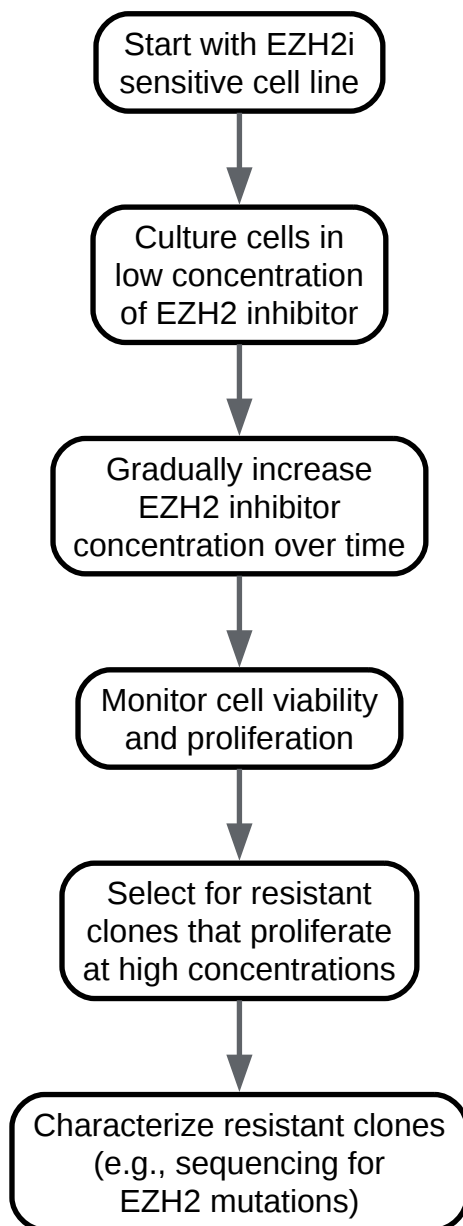 Start with EZH2i
sensitive cell line
Culture cells in
low concentration
of EZH2 inhibitor
Gradually increase
EZH2 inhibitor
concentration over time
Monitor cell viability
and proliferation
Select for resistant
clones that proliferate
at high concentrations
Characterize resistant clones
(e.g., sequencing for
EZH2 mutations)